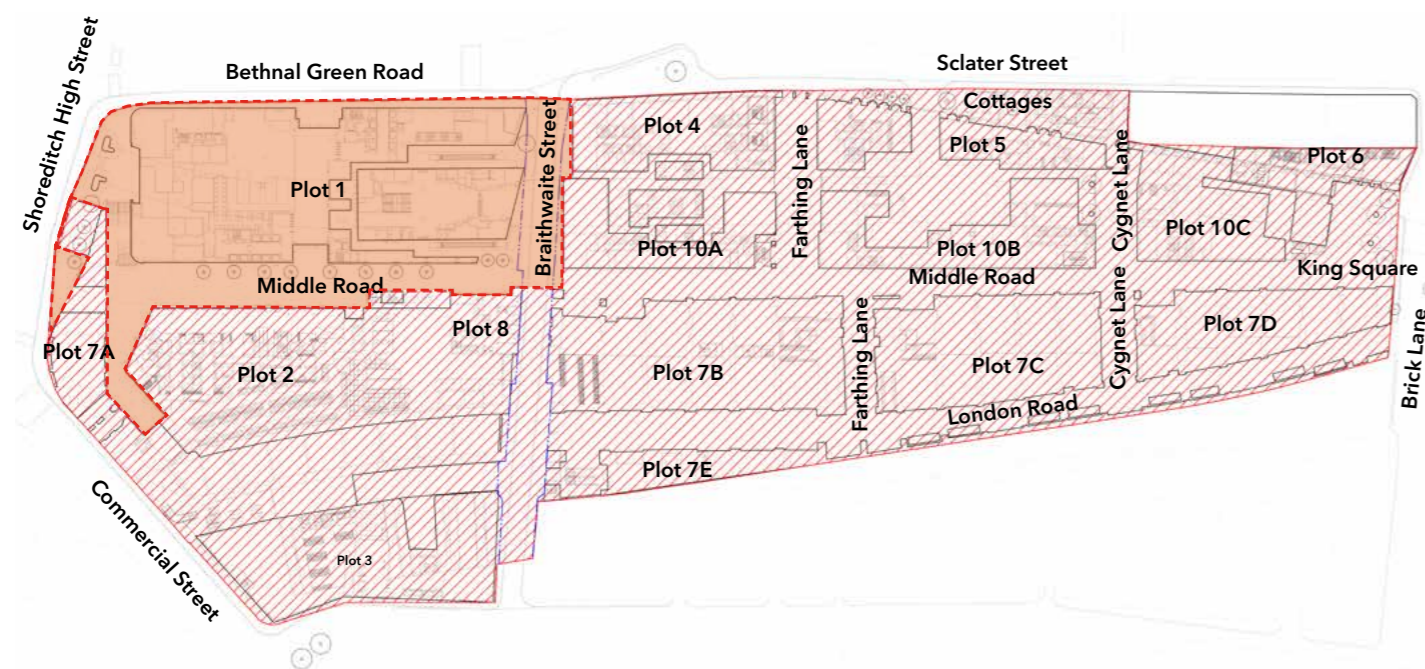 Shoreditch High Street
Bethnal Green Road
Sclater Street
Cottages
Plot 4
Farthing Lane
Plot 5
Cygnet Lane
Plot 6
Plot 1
Braithwaite Street
Plot 10A
Plot 10B
Plot 10C
King Square
Middle Road
Middle Road
Plot 8
Plot 7A
Plot 2
Plot 7B
Farthing Lane
Plot 7C
Cygnet Lane
Plot 7D
Brick Lane
London Road
Plot 7E
Commercial Street
Plot 3